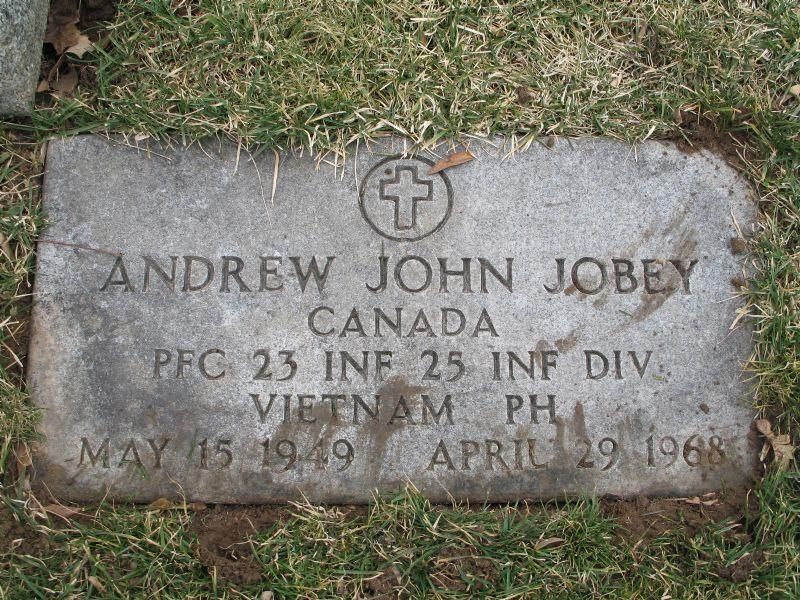 ANDREW JOHN JOBEY
CANADA
PFC 23 INF 25 INF DIV
VIETNAM PH
MAY 15 1949 APRIL 29 1968